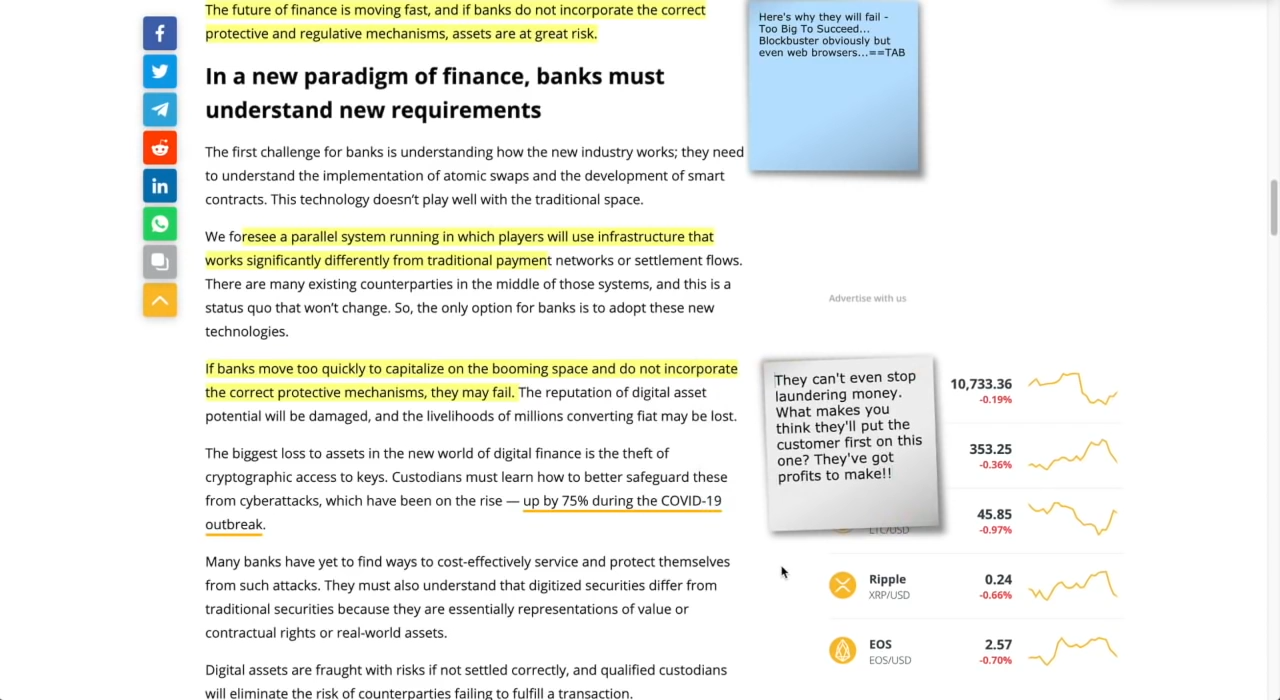 The future of finance is moving fast, and if banks do not incorporate the correct
protective and regulative mechanisms, assets are at great risk.
In a new paradigm of finance, banks must
understand new requirements
The first challenge for banks is understanding how the new industry works; they need
to understand the implementation of atomic swaps and the development of smart
contracts. This technology doesn’t play well with the traditional space.
We foresee a parallel system running in which players will use infrastructure that
works significantly differently from traditional payment networks or settlement flows.
There are many existing counterparties in the middle of those systems, and this is a
status quo that won’t change. So, the only option for banks is to adopt these new
technologies.
If banks move too quickly to capitalize on the booming space and do not incorporate
the correct protective mechanisms, they may fail. The reputation of digital asset
potential will be damaged, and the livelihoods of millions converting fiat may be lost.
The biggest loss to assets in the new world of digital finance is the theft of
cryptographic access to keys. Custodians must learn how to better safeguard these
from cyberattacks, which have been on the rise — up by 75% during the COVID-19
outbreak.
Many banks have yet to find ways to cost-effectively service and protect themselves
from such attacks. They must also understand that digitized securities differ from
traditional securities because they are essentially representations of value or
contractual rights or real-world assets.
Digital assets are fraught with risks if not settled correctly, and qualified custodians
will eliminate the risk of counterparties failing to fulfill a transaction.
Here's why they will fail -
Too Big To Succeed...
Blockbuster obviously but
even web browsers...==TAB
Advertise with us
They can't even stop
laundering money.
What makes you
think they'll put the
customer first on this
one? They've got
profits to make!!
10,733.36
-0.19%
353.25
-0.36%
45.85
LTC/USD
-0.97%
Ripple
0.24
XRP/USD
-0.66%
EOS
2.57
EOS/USD
-0.70%